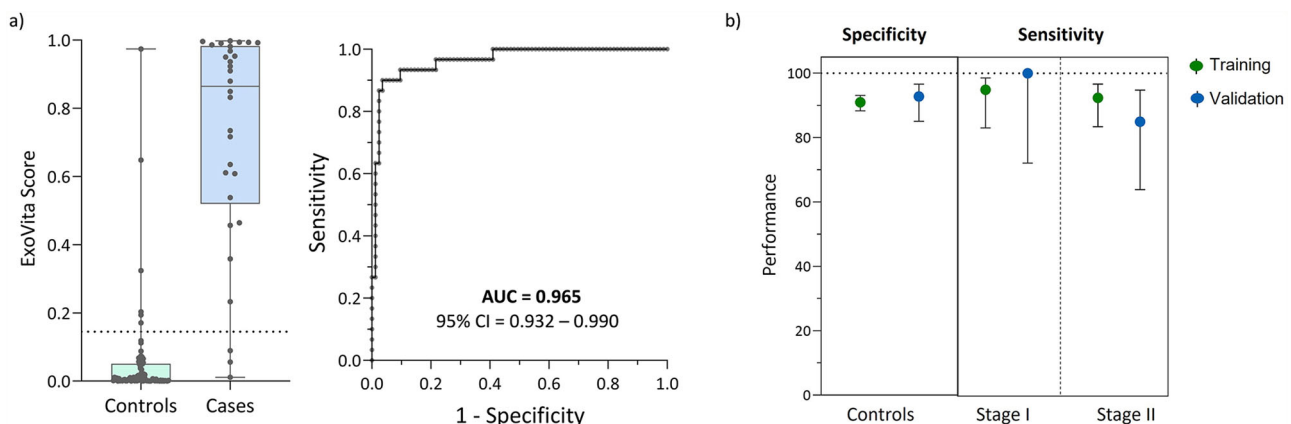 a)
ExoVita Score
1.0
0.8
0.6
0.4
0.2
0.0
Controls
Cases
Sensitivity
1.0
0.8
0.6
0.4
0.2
0.0
AUC = 0.965
95% CI = 0.932 – 0.990
0.0
0.2
0.4
0.6
0.8
1.0
1 - Specificity
b)
Specificity
Sensitivity
Performance
100
80
60
40
20
0
Controls
Stage I
Stage II
Training
Validation